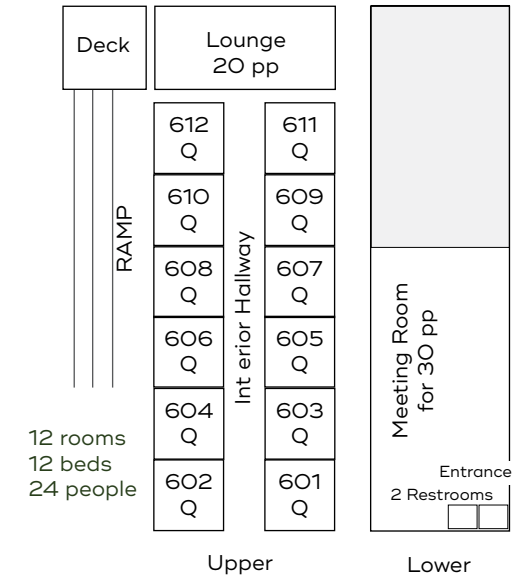 Deck
Lounge
20 pp
612
Q
611
Q
610
Q
609
Q
608
Q
607
Q
606
Q
605
Q
604
Q
603
Q
602
Q
601
Q
RAMP
Int erior Hallway
12 rooms
12 beds
24 people
Meeting Room
for 30 pp
Entrance
2 Restrooms
Upper
Lower